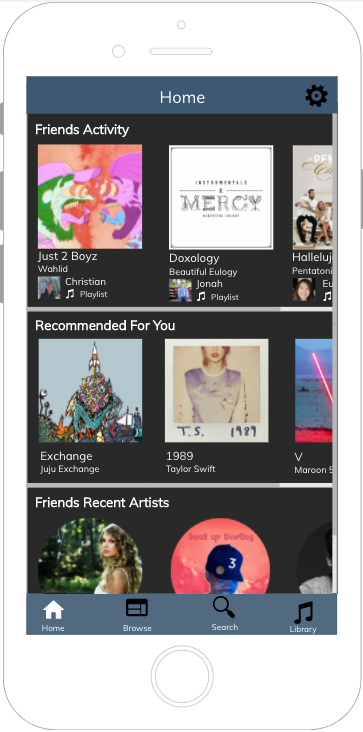 Home
Friends Activity
INSTRUMENTALS
MERCY
BEAUTIFUL EULOGY
Just 2 Boyz
Wahlid
Christian
Playlist
Doxology
Beautiful Eulogy
Jonah
Playlist
Halleluj
Pentatoni
Eu
Recommended For You
T.S. 1989
Exchange
Juju Exchange
1989
Taylor Swift
V
Maroon 5
Friends Recent Artists
3
Home
Browse
Search
Library